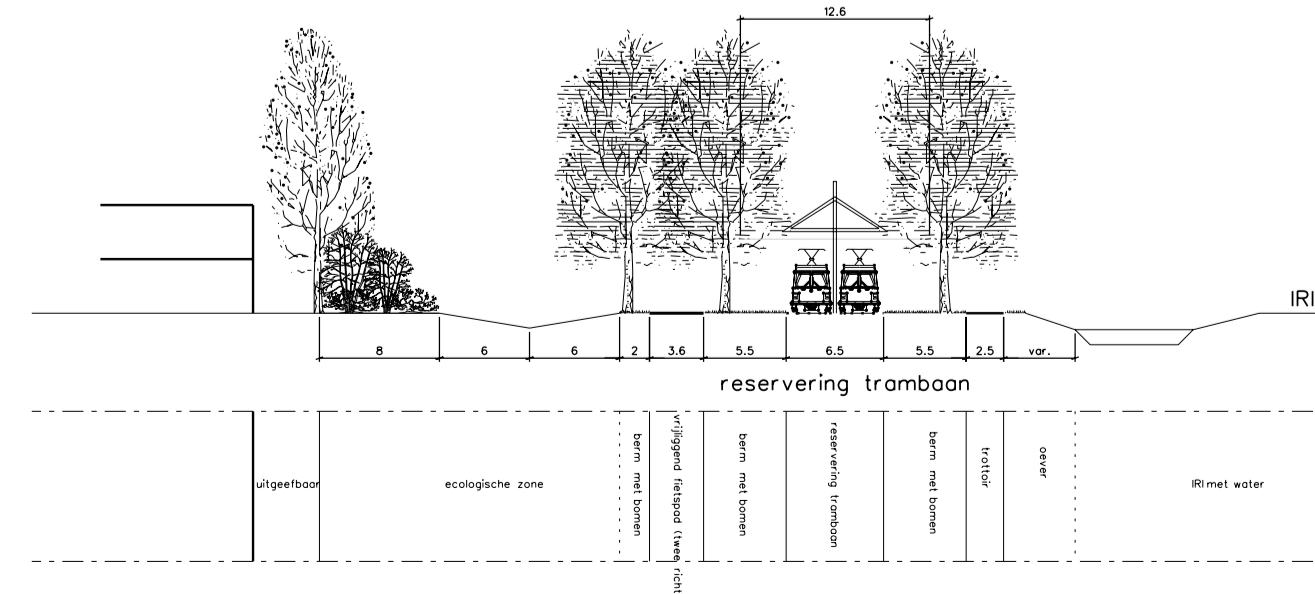 12.6
IRI
8
6
6
2
3.6
5.5
6.5
5.5
2.5
var.
reservering trambaan
uitgeefbaar
ecologische zone
berm met bomen
vrijliggend fietspad (twee richt
berm met bomen
reservering trambaan
berm met bomen
trottoir
oever
IRI met water